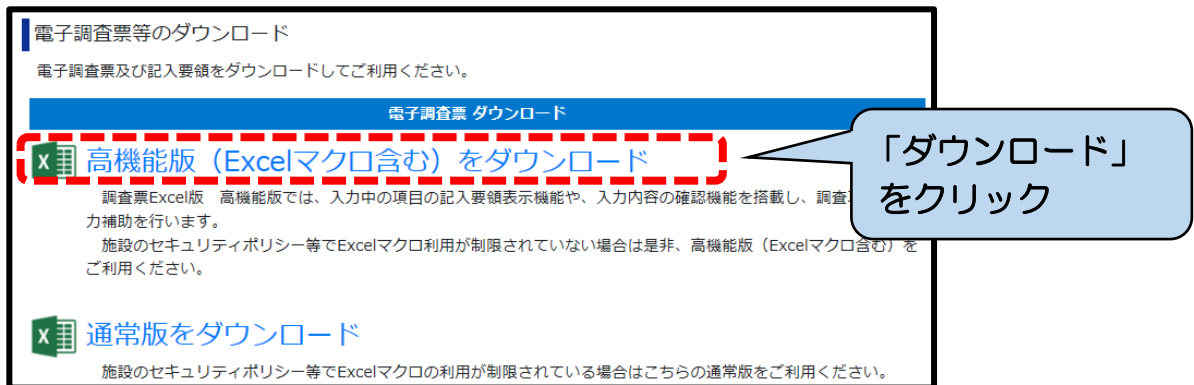 電子調査票等のダウンロード
電子調査票及び記入要領をダウンロードしてご利用ください。
電子調査票 ダウンロード
高機能版（Excelマクロ含む）をダウンロード
「ダウンロード」
をクリック
調査票Excel版　高機能版では、入力中の項目の記入要領表示機能や、入力内容の確認機能を搭載し、調査
力補助を行います。
施設のセキュリティポリシー等でExcelマクロ利用が制限されていない場合は是非、高機能版（Excelマクロ含む）を
ご利用ください。
通常版をダウンロード
施設のセキュリティポリシー等でExcelマクロの利用が制限されている場合はこちらの通常版をご利用ください。